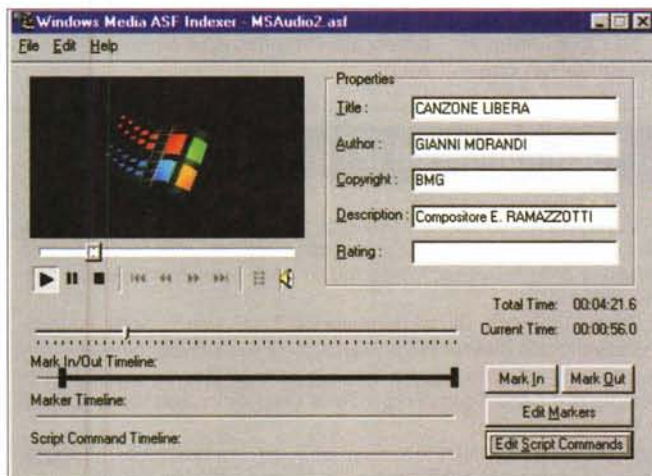 Windows Media ASF Indexer - MSAudio2.asf
File Edit Help
Properties
Title : CANZONE LIBERA
Author : GIANNI MORANDI
Copyright : BMG
Description : Compositore E. RAMAZZOTTI
Rating :
Total Time: 00:04:21.6
Current Time: 00:00:56.0
Mark In/Out Timeline:
Mark In Mark Out
Marker Timeline:
Edit Markers
Script Command Timeline:
Edit Script Commands